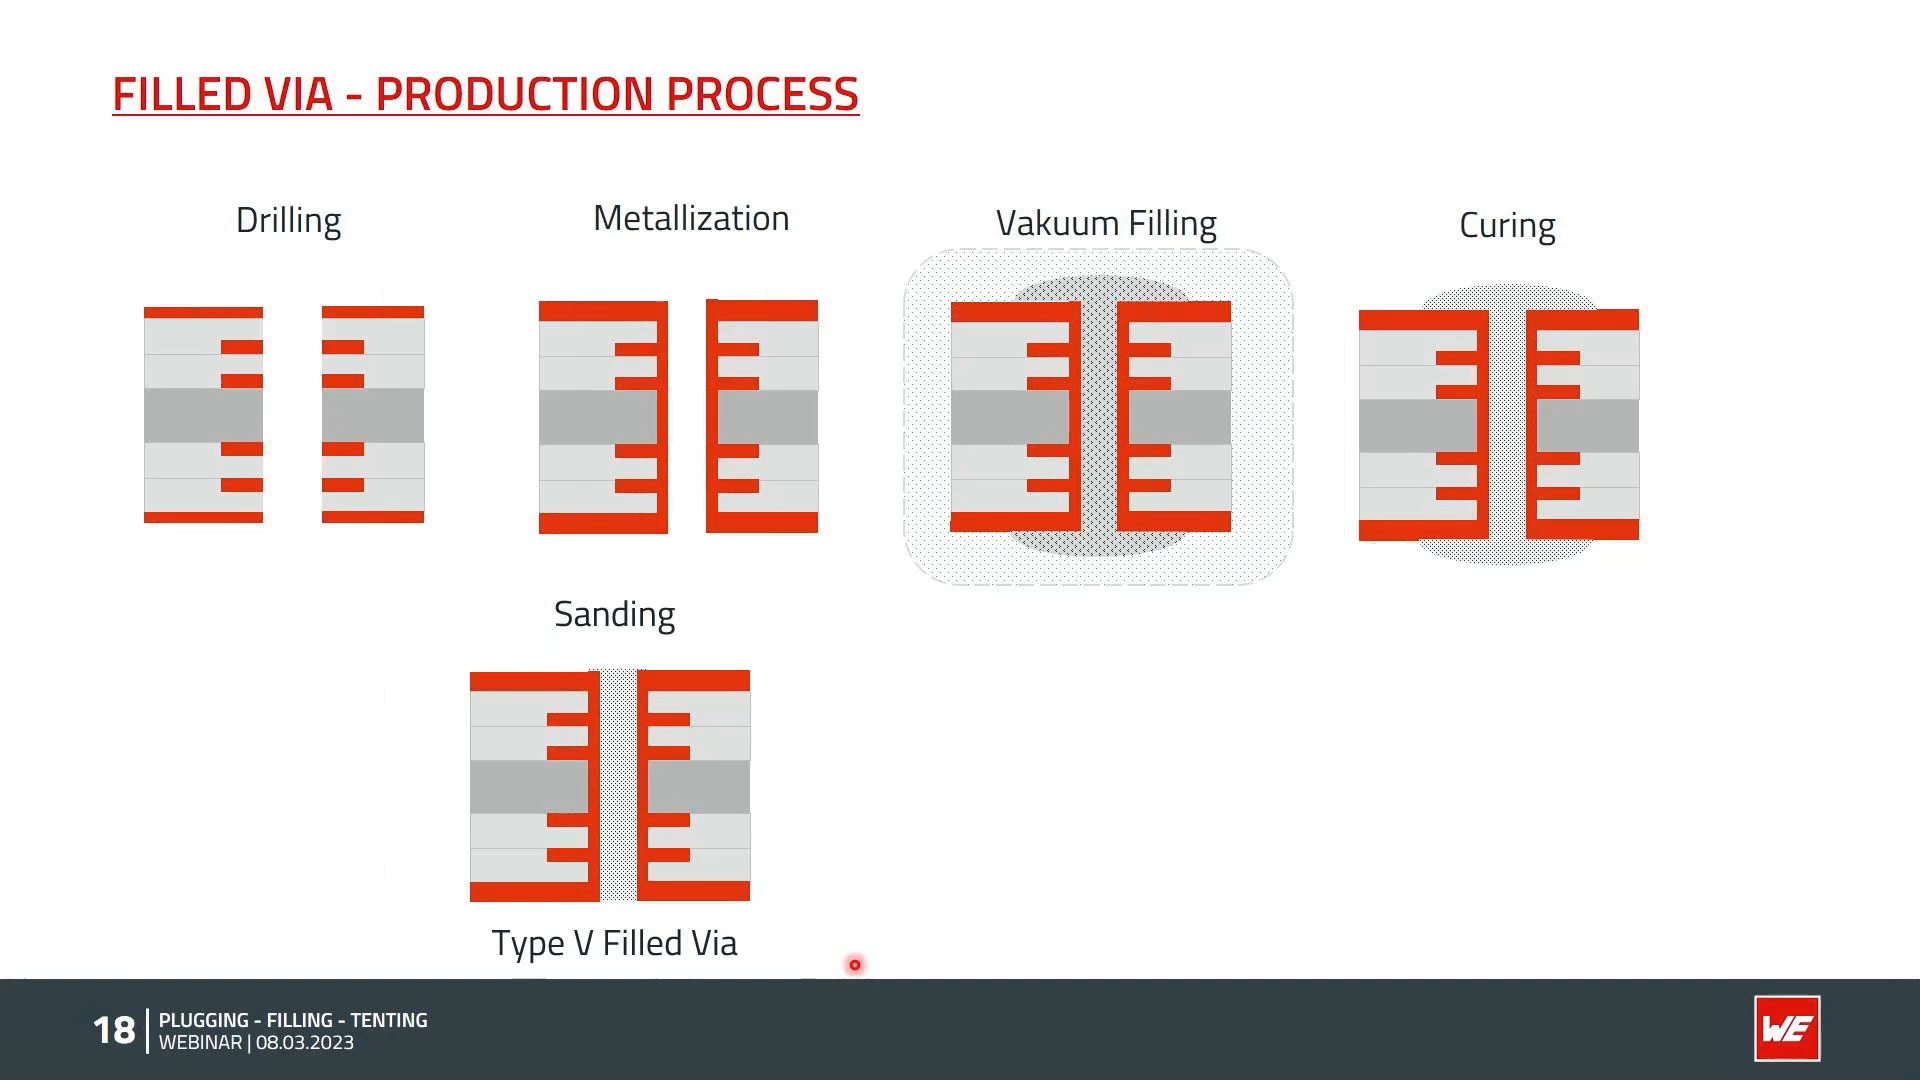 FILLED VIA - PRODUCTION PROCESS
Drilling
Metallization
Vakuum Filling
Curing
Sanding
Type V Filled Via
18
PLUGGING - FILLING - TENTING
WEBINAR | 08.03.2023
WE